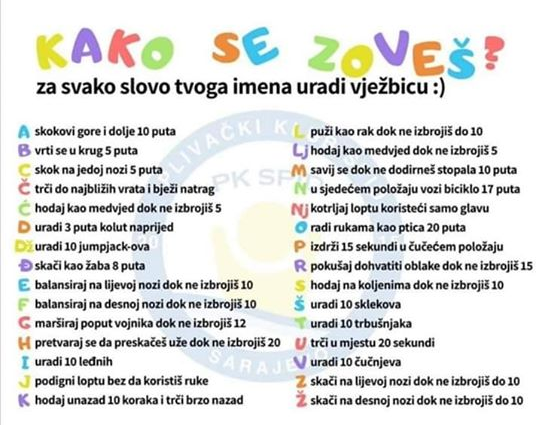 KAKO SE ZOVEŠ?
za svako slovo tvoga imena uradi vježbicu :)
A skokovi gore i dolje 10 puta
B vrti se u krug 5 puta
C skok na jedoj nozi 5 puta
Č trči do najbližih vrata i bježi natrag
Ć hodaj kao medvjed dok ne izbrojiš 5
D uradi 3 puta kolut naprijed
Dž uradi 10 jumpjack-ova
Đ skači kao žaba 8 puta
E balansiraj na lijevoj nozi dok ne izbrojiš 10
F balansiraj na desnoj nozi dok ne izbrojiš 10
G marširaj poput vojnika dok ne izbrojiš 12
H pretvaraj se da preskačeš uže dok ne izbrojiš 20
I uradi 10 leđnih
J podigni loptu bez da koristiš ruke
K hodaj unazad 10 koraka i trči brzo nazad
L puži kao rak dok ne izbrojiš do 10
Lj hodaj kao medvjed dok ne izbrojiš 5
M savij se dok ne dodirneš stopala 10 puta
N u sjedećem položaju vozi biciklo 17 puta
Nj kotrljaj loptu koristeći samo glavu
O radi rukama kao ptica 20 puta
P izdrži 15 sekundi u čučećem položaju
R pokušaj dohvatiti oblake dok ne izbrojiš 15
S hodaj na koljenima dok ne izbrojiš do 10
Š uradi 10 sklekova
T uradi 10 trbušnjaka
U trči u mjestu 20 sekundi
V uradi 10 čučnjeva
Z skači na lijevoj nozi dok ne izbrojiš do 10
Ž skači na desnoj nozi dok ne izbrojiš do 10
PLIVAČKI
PK
SARAJEVO